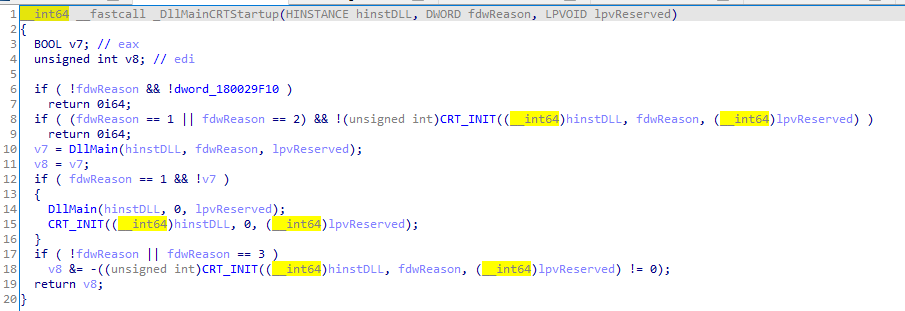 1 __int64 __fastcall _DllMainCRTStartup(HINSTANCE hinstDLL, DWORD fdwReason, LPVOID lpvReserved)
2 {
3   BOOL v7; // eax
4   unsigned int v8; // edi
5
6   if ( !fdwReason && !dword_180029F10 )
7     return 0i64;
8   if ( (fdwReason == 1 || fdwReason == 2) && !(unsigned int)CRT_INIT((__int64)hinstDLL, fdwReason, (__int64)lpvReserved) )
9     return 0i64;
10   v7 = DllMain(hinstDLL, fdwReason, lpvReserved);
11   v8 = v7;
12   if ( fdwReason == 1 && !v7 )
13   {
14     DllMain(hinstDLL, 0, lpvReserved);
15     CRT_INIT((__int64)hinstDLL, 0, (__int64)lpvReserved);
16   }
17   if ( !fdwReason || fdwReason == 3 )
18     v8 &= -((unsigned int)CRT_INIT((__int64)hinstDLL, fdwReason, (__int64)lpvReserved) != 0);
19   return v8;
20 }